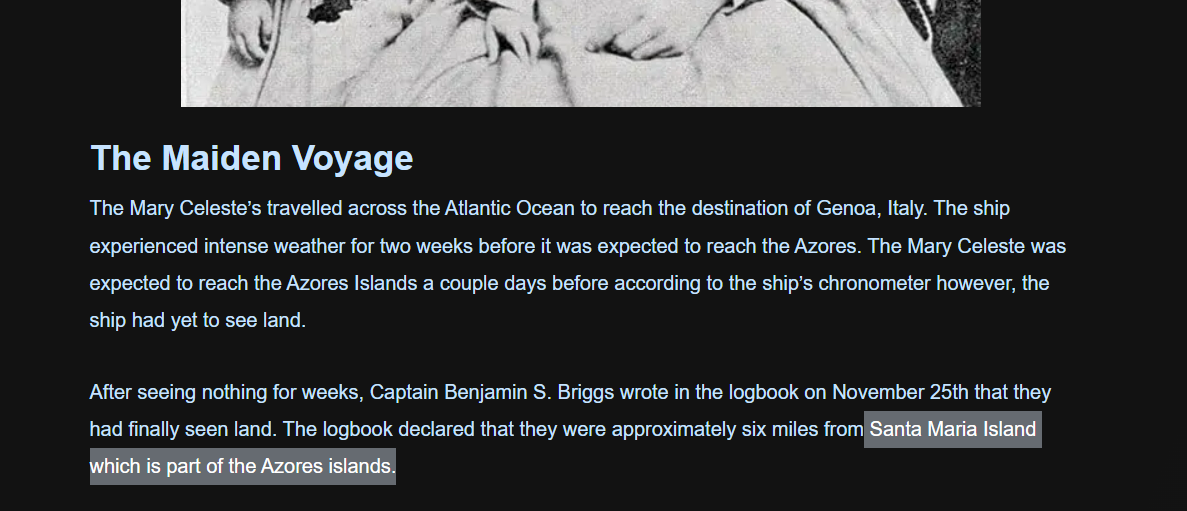 The Maiden Voyage
The Mary Celeste’s travelled across the Atlantic Ocean to reach the destination of Genoa, Italy. The ship
experienced intense weather for two weeks before it was expected to reach the Azores. The Mary Celeste was
expected to reach the Azores Islands a couple days before according to the ship’s chronometer however, the
ship had yet to see land.
After seeing nothing for weeks, Captain Benjamin S. Briggs wrote in the logbook on November 25th that they
had finally seen land. The logbook declared that they were approximately six miles from Santa Maria Island
which is part of the Azores islands.